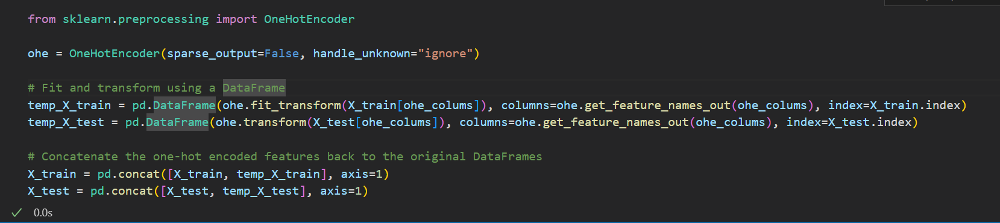 from sklearn.preprocessing import OneHotEncoder
ohe = OneHotEncoder(sparse_output=False, handle_unknown="ignore")
# Fit and transform using a DataFrame
temp_X_train = pd.DataFrame(ohe.fit_transform(X_train[ohe_colums]), columns=ohe.get_feature_names_out(ohe_colums), index=X_train.index)
temp_X_test = pd.DataFrame(ohe.transform(X_test[ohe_colums]), columns=ohe.get_feature_names_out(ohe_colums), index=X_test.index)
# Concatenate the one-hot encoded features back to the original DataFrames
X_train = pd.concat([X_train, temp_X_train], axis=1)
X_test = pd.concat([X_test, temp_X_test], axis=1)
0.0s